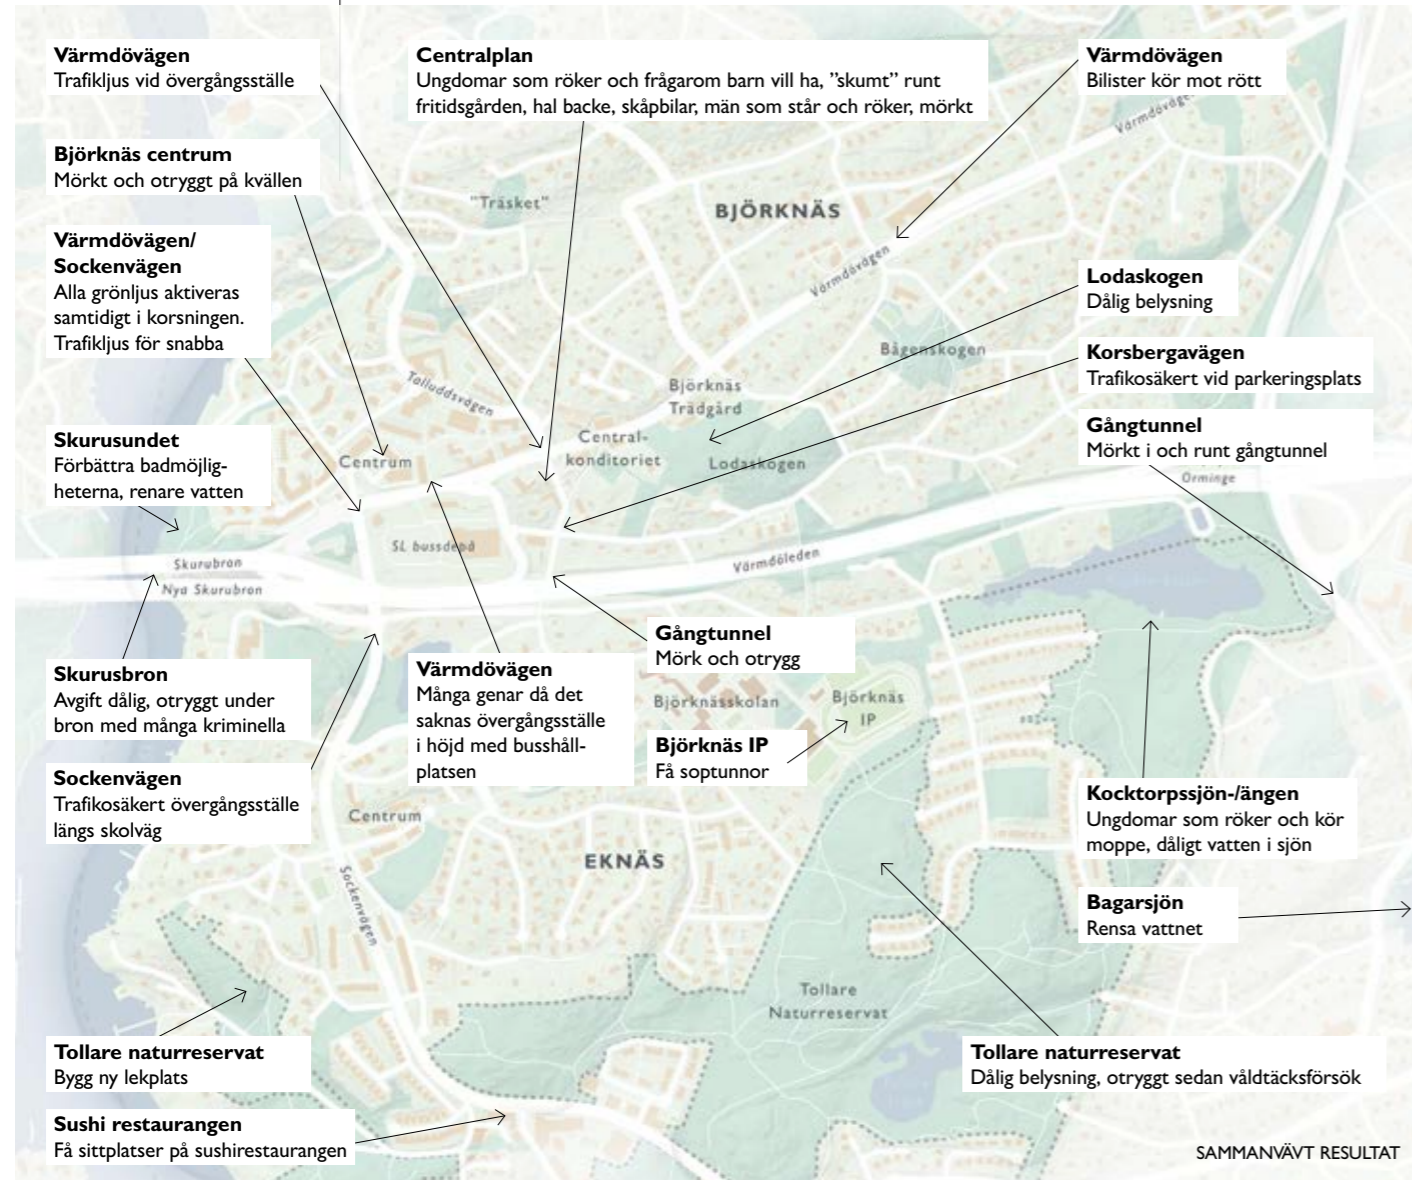 Värmdövägen
Trafikljus vid övergångsställe
Centralplan
Ungdomar som röker och frågarom barn vill ha, ”skumt” runt
fritidsgården, hal backe, skåpbilar, män som står och röker, mörkt
Värmdövägen
Bilister kör mot rött
Värmdövägen
Björknäs centrum
Mörkt och otryggt på kvällen
"Träsket"
BJÖRKNÄS
Värmdövägen/
Sockenvägen
Alla grönljus aktiveras
samtidigt i korsningen.
Trafikljus för snabba
Värmdövägen
Lodaskogen
Dålig belysning
Bågenskogen
Korsbergavägen
Trafikosäkert vid parkeringsplats
Talluddsvägen
Björknäs
Trädgård
Gångtunnel
Mörkt i och runt gångtunnel
Skurusundet
Förbättra badmöjlig-
heterna, renare vatten
Centrum
Central-
konditoriet
Lodaskogen
Orminge
SL bussdepå
Värmdöleden
Skurubron
Nya Skurubron
Gångtunnel
Mörk och otrygg
Skurusbron
Avgift dålig, otryggt under
bron med många kriminella
Värmdövägen
Många genar då det
saknas övergångsställe
i höjd med busshåll-
platsen
Björknässkolan
Björknäs
IP
Björknäs IP
Få soptunnor
Sockenvägen
Trafikosäkert övergångsställe
längs skolväg
Centrum
Kocktorpssjön-/ängen
Ungdomar som röker och kör
moppe, dåligt vatten i sjön
EKNÄS
Sockenvägen
Bagarsjön
Rensa vattnet
Tollare
Naturreservat
Tollare naturreservat
Bygg ny lekplats
Tollare naturreservat
Dålig belysning, otryggt sedan våldtäcksförsök
Sushi restaurangen
Få sittplatser på sushirestaurangen
SAMMANVÄVT RESULTAT